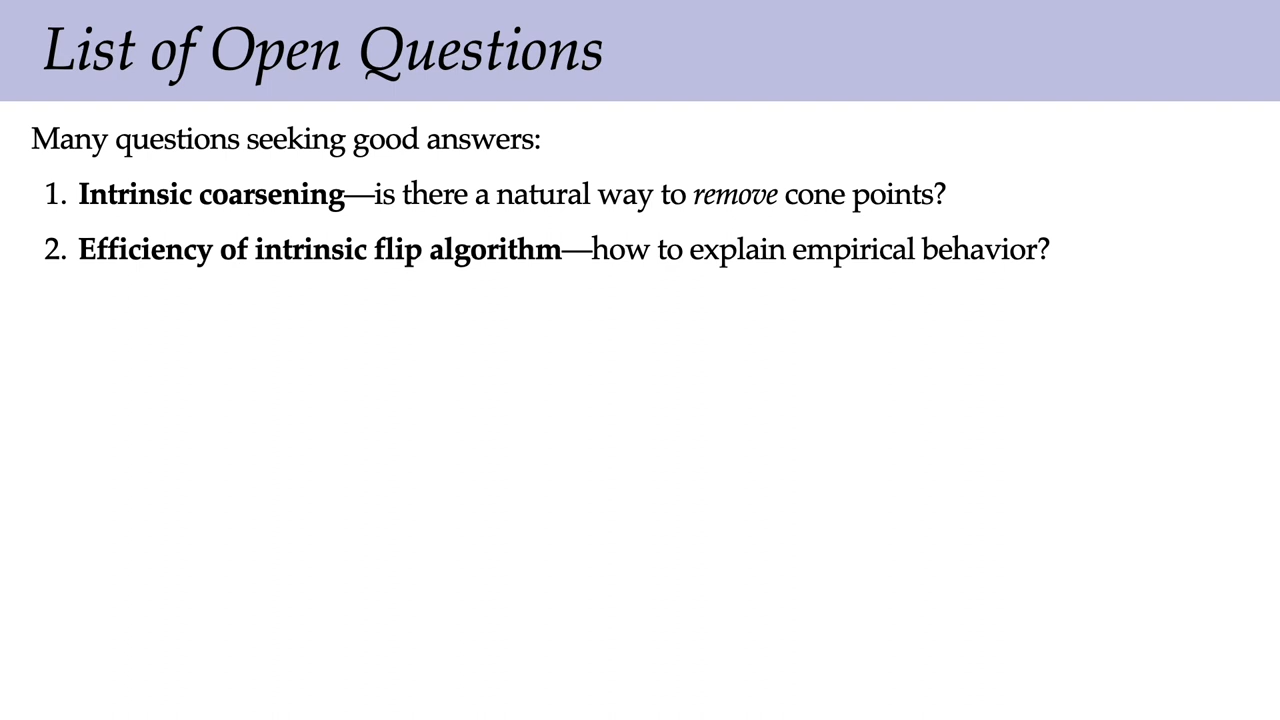 List of Open Questions
Many questions seeking good answers:
1. Intrinsic coarsening—is there a natural way to remove cone points?
2. Efficiency of intrinsic flip algorithm—how to explain empirical behavior?